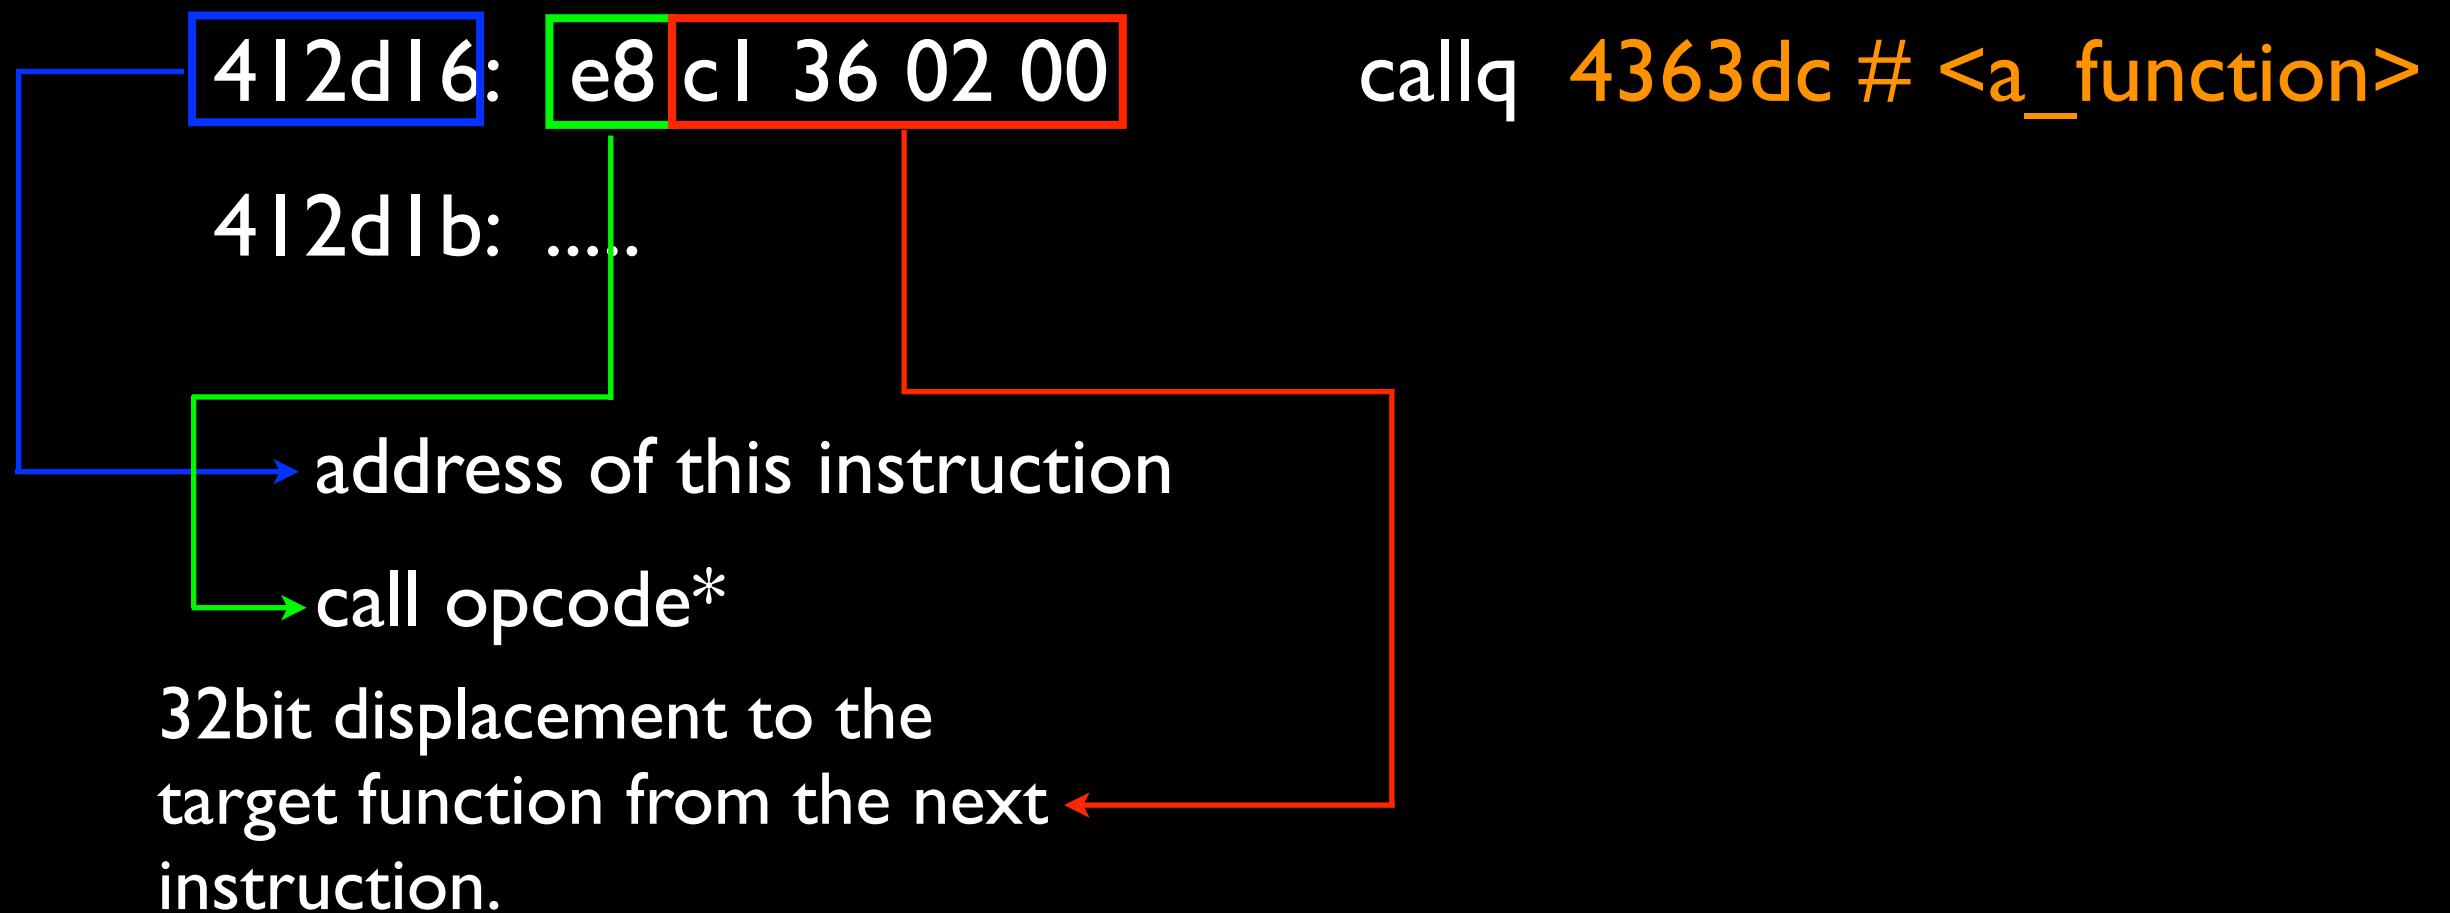 412d16: e8 c1 36 02 00 callq 4363dc # <a_function>
412d1b: .....
address of this instruction
call opcode*
32bit displacement to the
target function from the next
instruction.